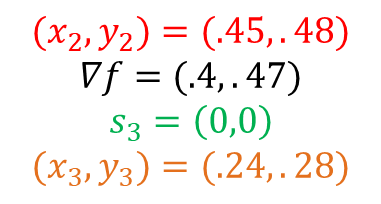 (x₂, y₂) = (.45, .48)
∇f = (.4, .47)
s₃ = (0,0)
(x₃, y₃) = (.24, .28)